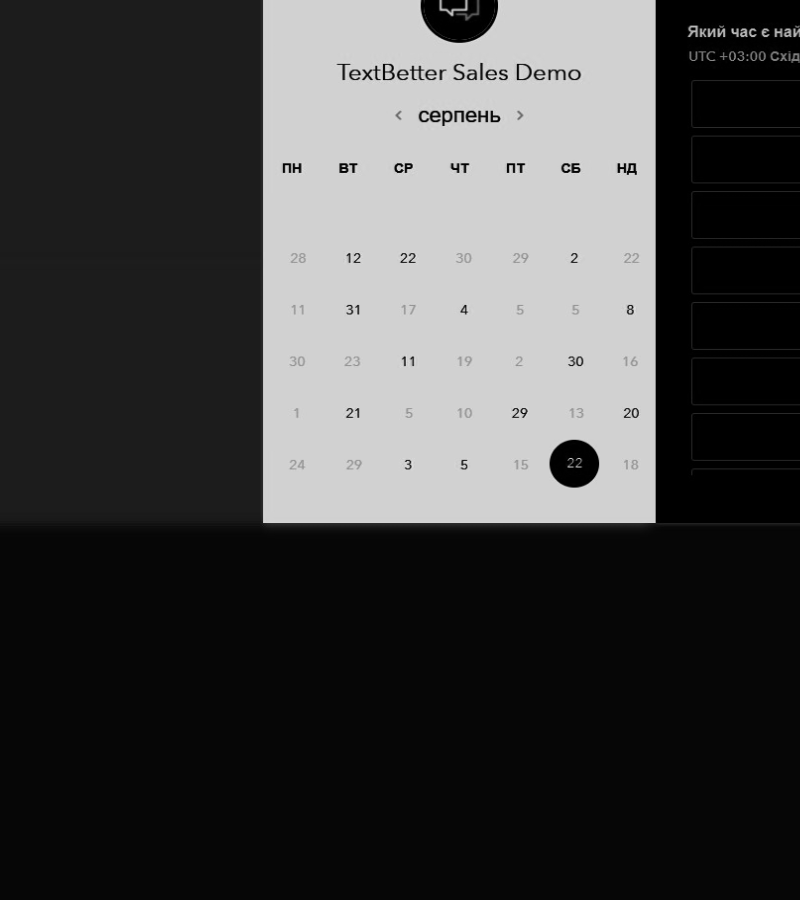 TextBetter Sales Demo
серпень
ПН ВТ СР ЧТ ПТ СБ НД
28 12 22 30 29 2 22
11 31 17 4 5 5 8
30 23 11 19 2 30 16
1 21 5 10 29 13 20
24 29 3 5 15 22 18
Який час є най
UTC +03:00 Схід